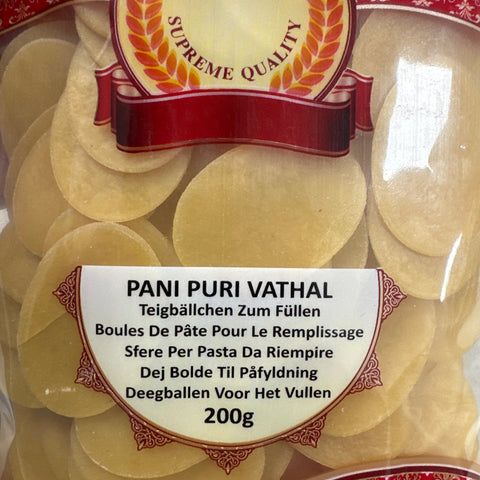 SUPREME QUALITY
PANI PURI VATHAL
Teigbällchen Zum Füllen
Boules De Pâte Pour Le Remplissage
Sfere Per Pasta Da Riempire
Dej Bolde Til Påfyldning
Deegballen Voor Het Vullen
200g